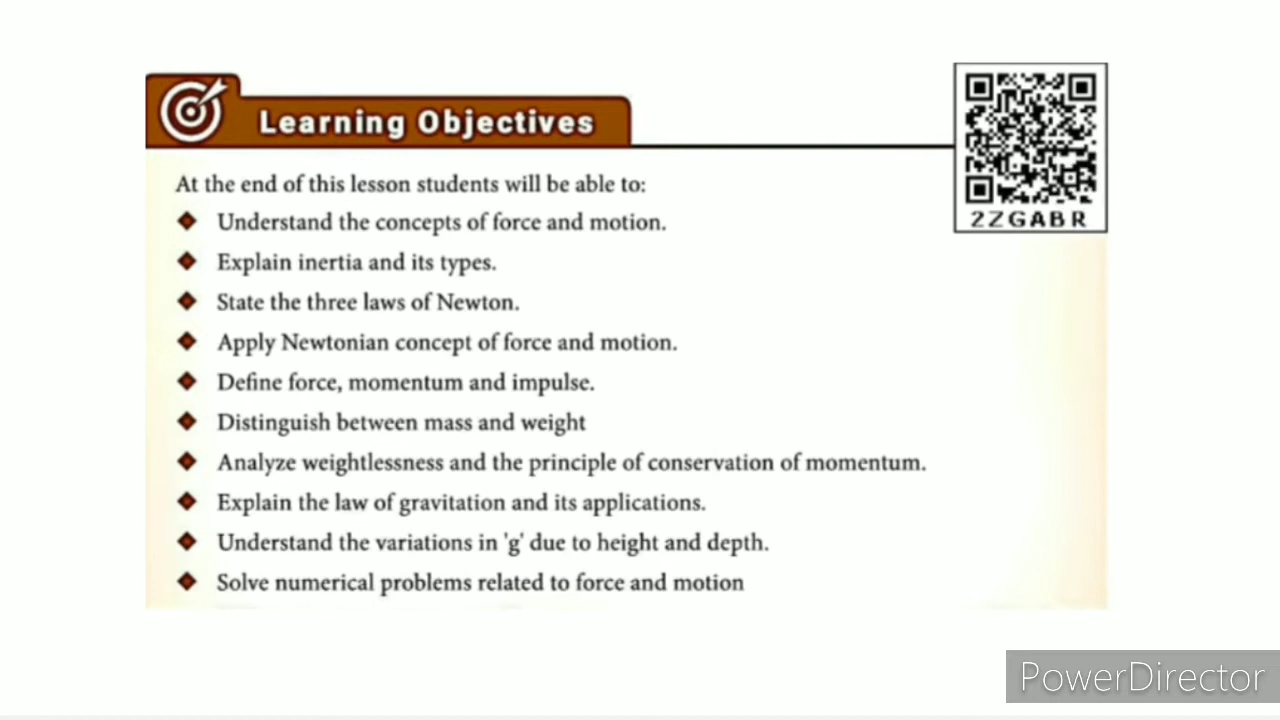 Learning Objectives
2ZGABR
At the end of this lesson students will be able to:
Understand the concepts of force and motion.
Explain inertia and its types.
State the three laws of Newton.
Apply Newtonian concept of force and motion.
Define force, momentum and impulse.
Distinguish between mass and weight
Analyze weightlessness and the principle of conservation of momentum.
Explain the law of gravitation and its applications.
Understand the variations in 'g' due to height and depth.
Solve numerical problems related to force and motion
PowerDirector